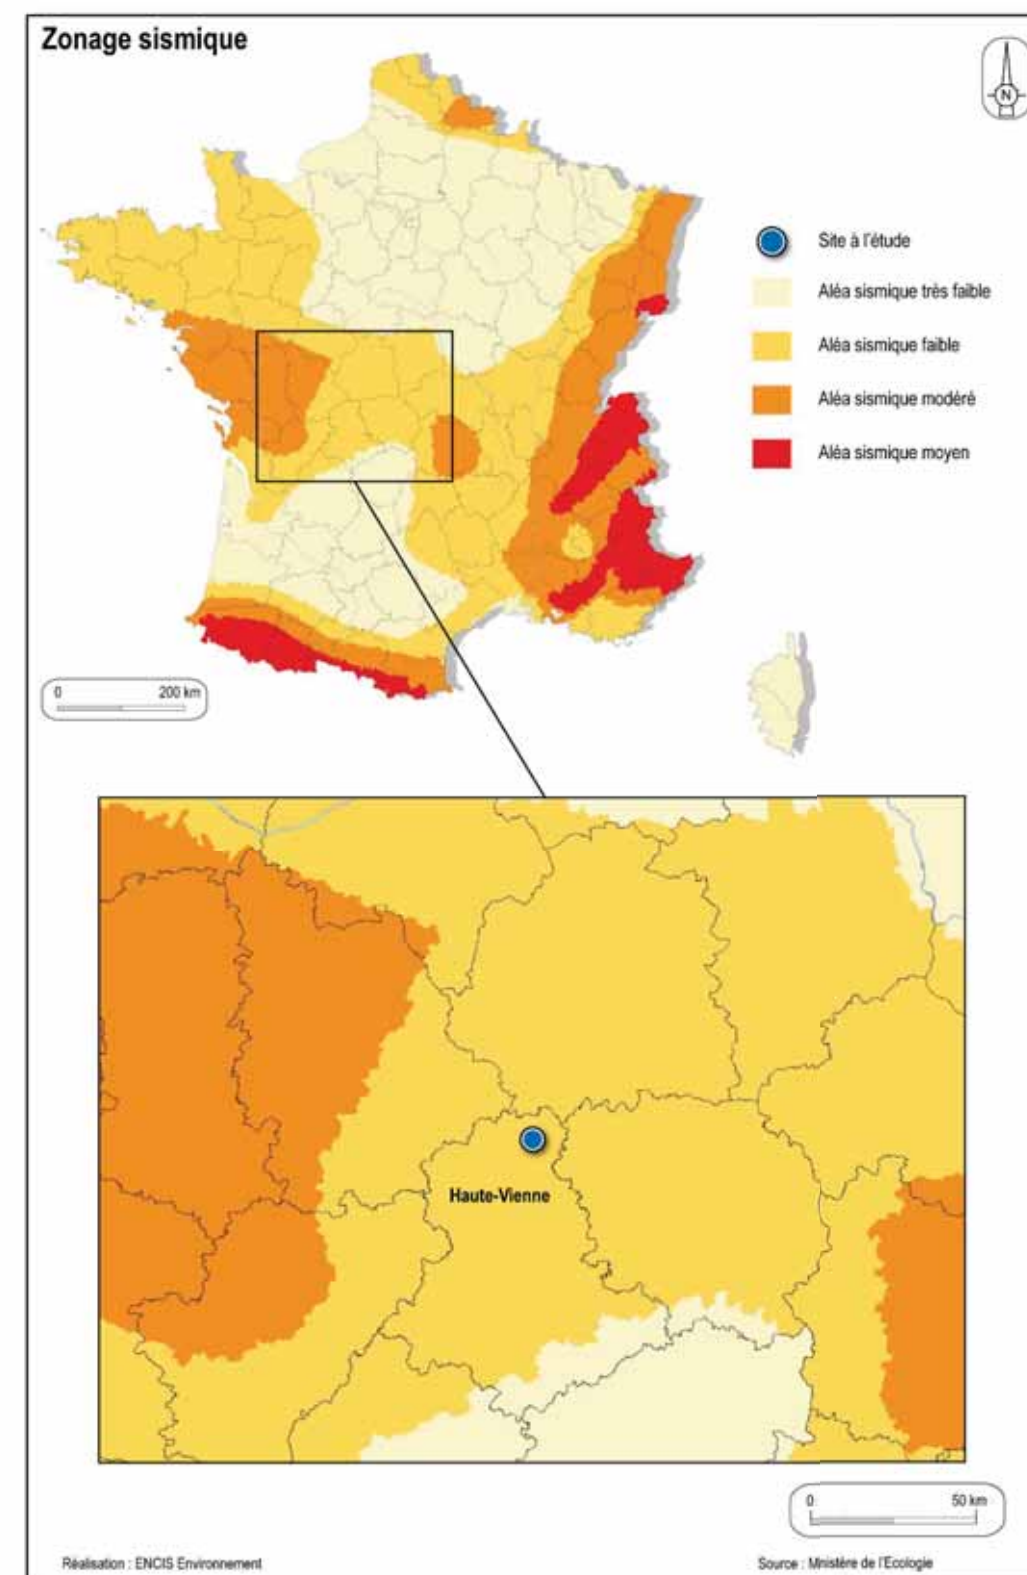 Zonage sismique
N
Site à l'étude
Aléa sismique très faible
Aléa sismique faible
Aléa sismique modéré
Aléa sismique moyen
0 200 km
Haute-Vienne
0 50 km
Réalisation : ENCIS Environnement
Source : Mnistère de l'Ecologie